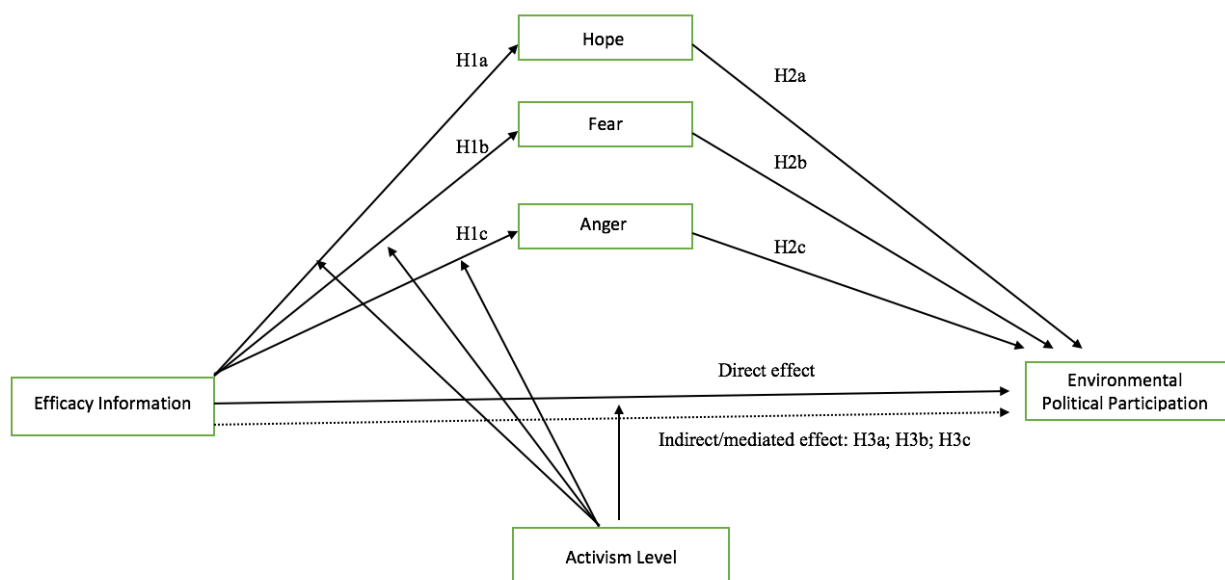 Hope
H1a
H2a
Fear
H1b
H2b
Anger
H1c
H2c
Direct effect
Efficacy Information
Environmental
Political Participation
Indirect/mediated effect: H3a; H3b; H3c
Activism Level